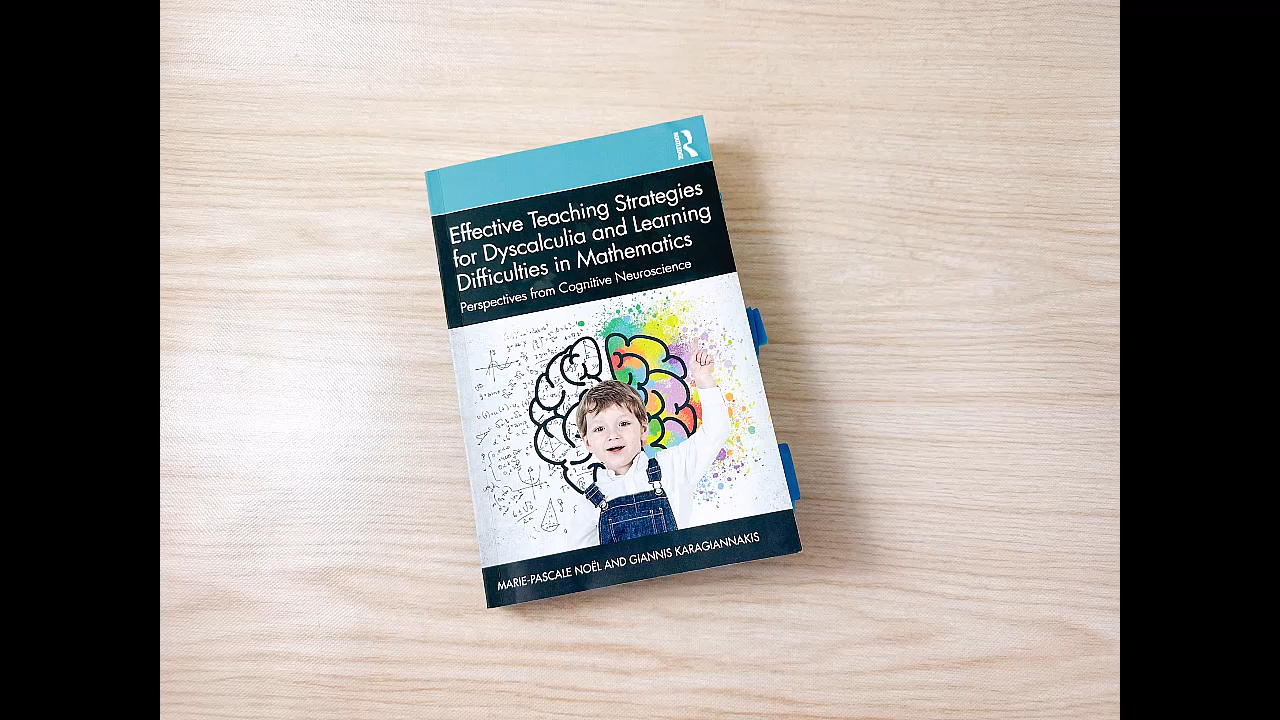 ROUTLEDGE
Effective Teaching Strategies
for Dyscalculia and Learning
Difficulties in Mathematics
Perspectives from Cognitive Neuroscience
MARIE-PASCALE NOËL AND GIANNIS KARAGIANNAKIS